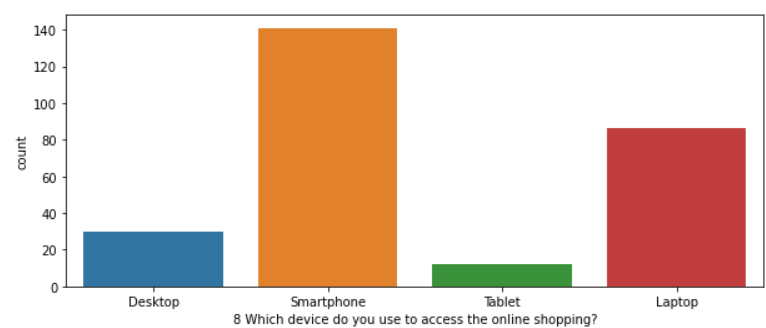 140
120
100
80
60
40
20
0
count
Desktop Smartphone Tablet Laptop
8 Which device do you use to access the online shopping?